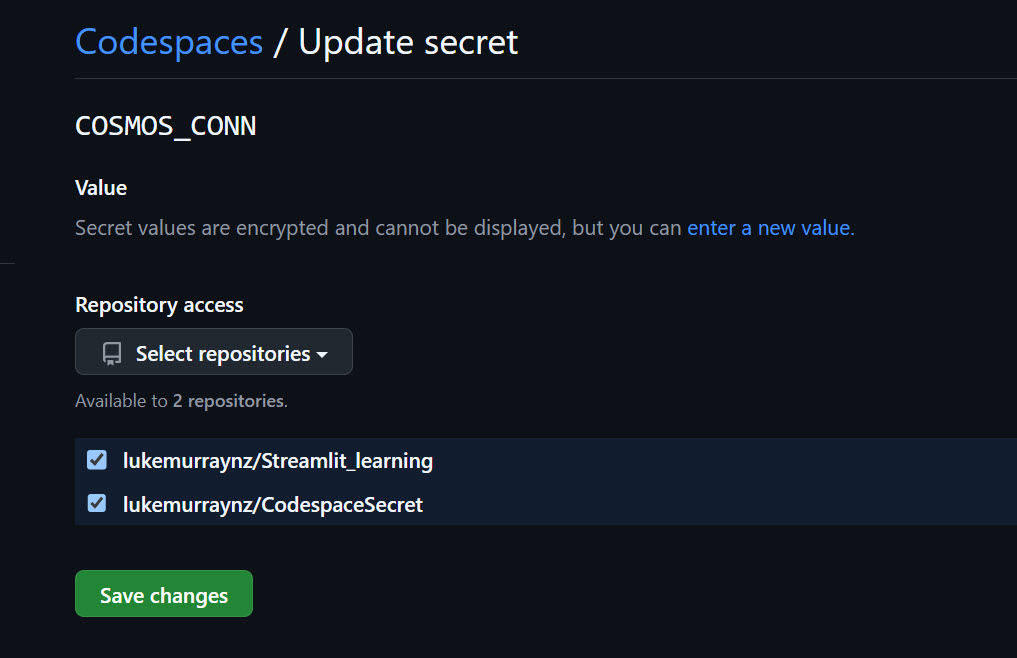 Codespaces / Update secret
COSMOS_CONN
Value
Secret values are encrypted and cannot be displayed, but you can enter a new value.
Repository access
Select repositories
Available to 2 repositories.
lukemurraynz/Streamlit_learning
lukemurraynz/CodespaceSecret
Save changes